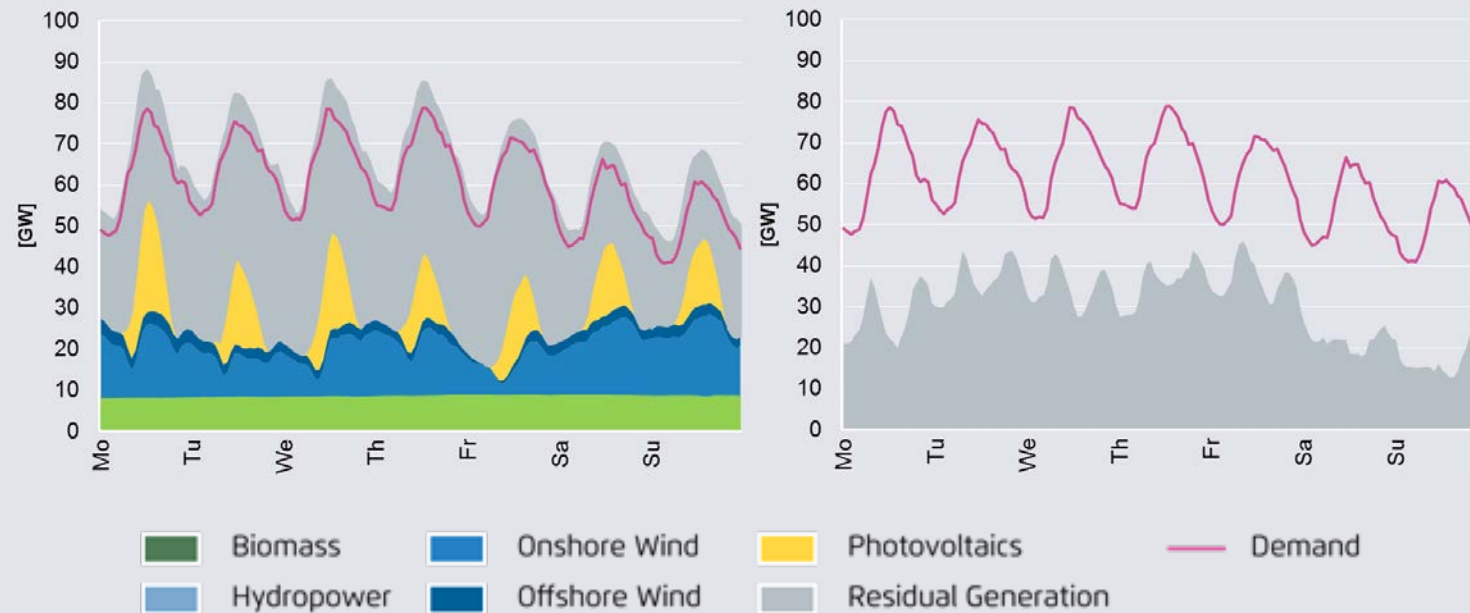 100
90
80
70
60
50
40
30
20
10
0
[GW]
Mo
Tu
We
Th
Fr
Sa
Su
100
90
80
70
60
50
40
30
20
10
0
[GW]
Mo
Tu
We
Th
Fr
Sa
Su
Biomass Onshore Wind Photovoltaics Demand
Hydropower Offshore Wind Residual Generation